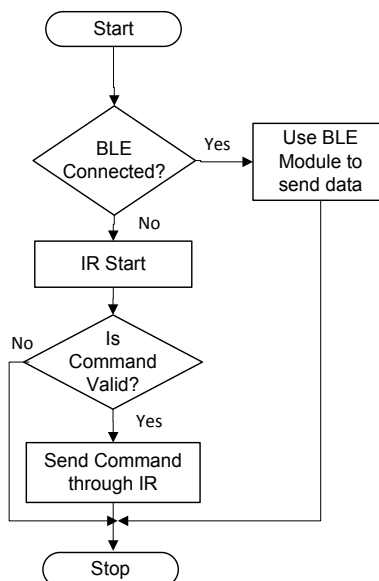 Start
BLE
Connected?
Yes
Use BLE
Module to
send data
No
IR Start
Is
Command
Valid?
No
Yes
Send Command
through IR
Stop